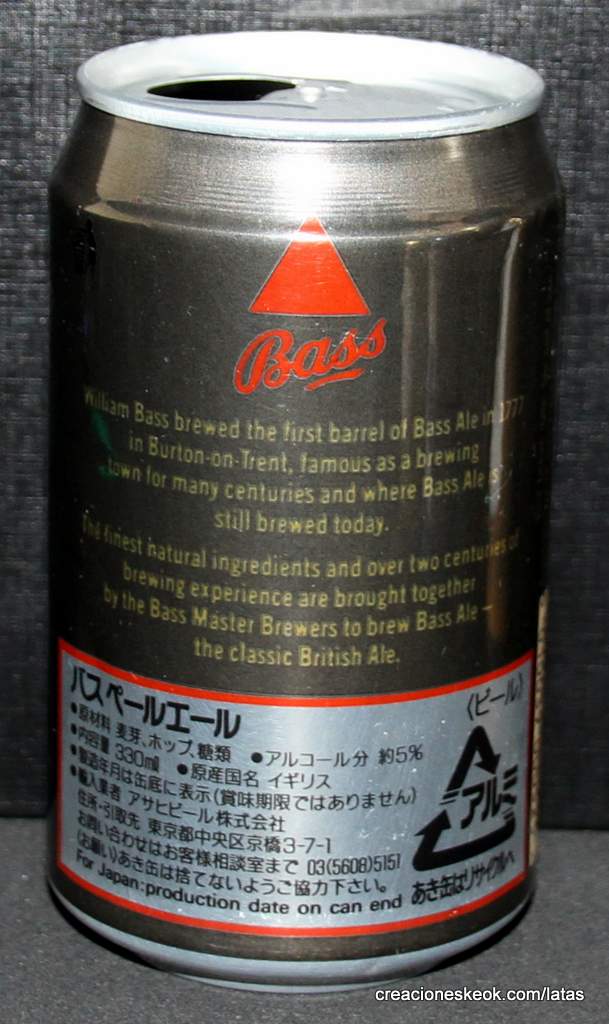 Bass
William Bass brewed the first barrel of Bass Ale in 1777
in Burton-on-Trent, famous as a brewing
town for many centuries and where Bass Ale is
still brewed today.
The finest natural ingredients and over two centuries of
brewing experience are brought together
by the Bass Master Brewers to brew Bass Ale –
the classic British Ale.
バス ペールエール
〈ビール〉
●原材料 麦芽、ホップ、糖類 ●アルコール分 約5%
●内容量 330ml ●原産国名 イギリス
●製造年月は缶底に表示(賞味期限ではありません)
●輸入業者 アサヒビール株式会社
住所・引取先 東京都中央区京橋3-7-1
お問い合わせはお客様相談室まで 03(5608)5151
(お願い)あき缶は捨てないようご協力下さい。
For Japan:production date on can end
アルミ
あき缶はリサイクルへ
creacioneskeok.com/latas